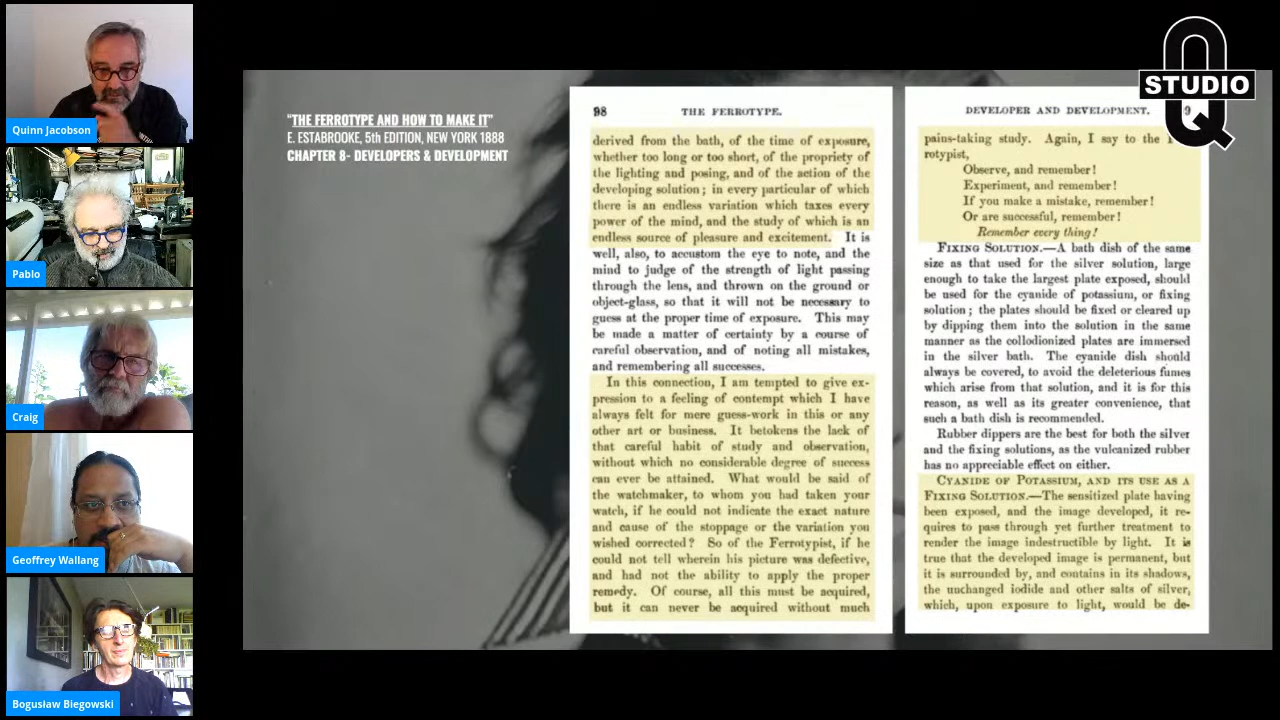 Quinn Jacobson
Pablo
Craig
Geoffrey Wallang
Bogusław Biegowski
"THE FERROTYPE AND HOW TO MAKE IT"
E. ESTABROOKE, 5th EDITION, NEW YORK 1888
CHAPTER 8- DEVELOPERS & DEVELOPMENT
98 THE FERROTYPE.
derived from the bath, of the time of exposure,
whether too long or too short, of the propriety of
the lighting and posing, and of the action of the
developing solution; in every particular of which
there is an endless variation which taxes every
power of the mind, and the study of which is an
endless source of pleasure and excitement. It is
well, also, to accustom the eye to note, and the
mind to judge of the strength of light passing
through the lens, and thrown on the ground or
object-glass, so that it will not be necessary to
guess at the proper time of exposure. This may
be made a matter of certainty by a course of
careful observation, and of noting all mistakes,
and remembering all successes.
In this connection, I am tempted to give ex-
pression to a feeling of contempt which I have
always felt for mere guess-work in this or any
other art or business. It betokens the lack of
that careful habit of study and observation,
without which no considerable degree of success
can ever be attained. What would be said of
the watchmaker, to whom you had taken your
watch, if he could not indicate the exact nature
and cause of the stoppage or the variation you
wished corrected? So of the Ferrotypist, if he
could not tell wherein his picture was defective,
and had not the ability to apply the proper
remedy. Of course, all this must be acquired,
but it can never be acquired without much
DEVELOPER AND DEVELOPMENT.
pains-taking study. Again, I say to the
rotypist,
Observe, and remember!
Experiment, and remember!
If you make a mistake, remember!
Or are successful, remember!
Remember every thing!
FIXING SOLUTION.—A bath dish of the same
size as that used for the silver solution, large
enough to take the largest plate exposed, should
be used for the cyanide of potassium, or fixing
solution; the plates should be fixed or cleared up
by dipping them into the solution in the same
manner as the collodionized plates are immersed
in the silver bath. The cyanide dish should
always be covered, to avoid the deleterious fumes
which arise from that solution, and it is for this
reason, as well as its greater convenience, that
such a bath dish is recommended.
Rubber dippers are the best for both the silver
and the fixing solutions, as the vulcanized rubber
has no appreciable effect on either.
CYANIDE OF POTASSIUM, AND ITS USE AS A
FIXING SOLUTION.—The sensitized plate having
been exposed, and the image developed, it re-
quires to pass through yet further treatment to
render the image indestructible by light. It is
true that the developed image is permanent, but
it is surrounded by, and contains in its shadows,
the unchanged iodide and other salts of silver,
which, upon exposure to light, would be de-
STUDIO
Q